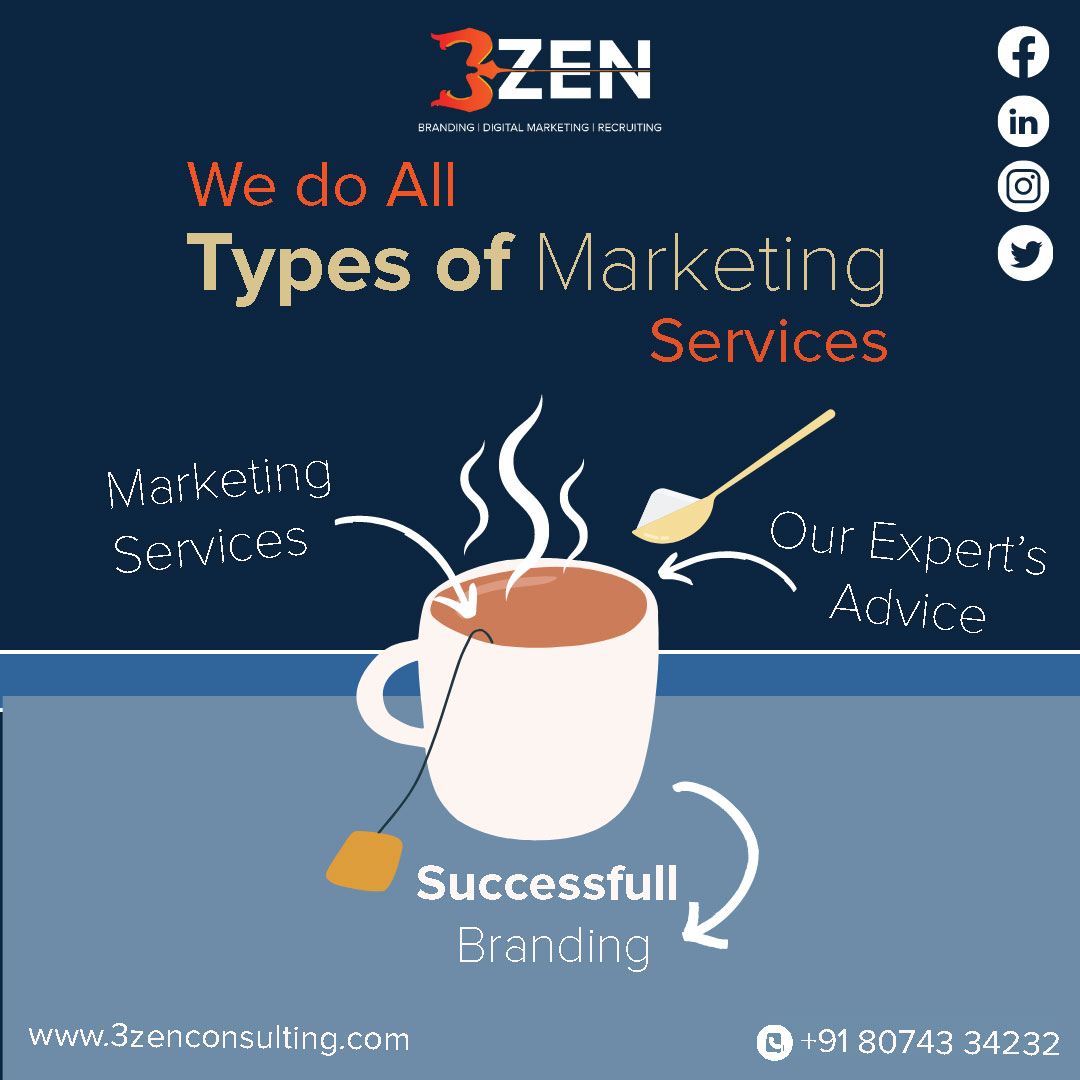 3ZEN
BRANDING | DIGITAL MARKETING | RECRUITING
We do All
Types of Marketing
Services
Marketing
Services
Our Expert's
Advice
Successfull
Branding
www.3zenconsulting.com
+91 80743 34232